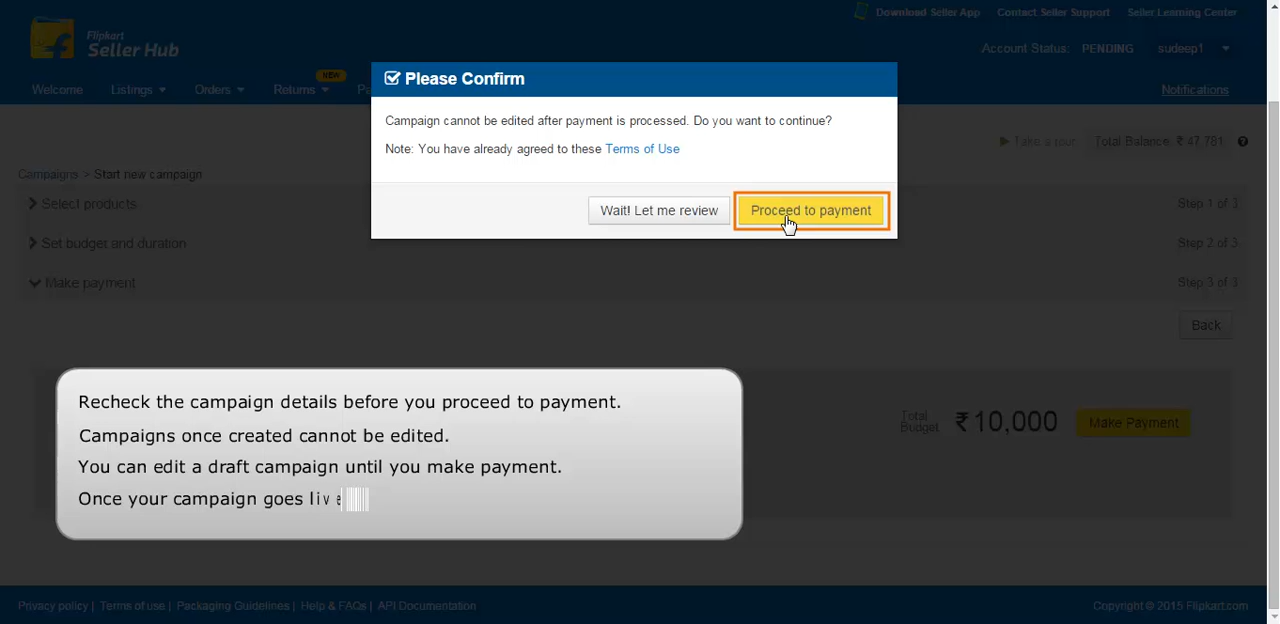 Download Seller App Contact Seller Support Seller Learning Center
Flipkart
Seller Hub
Account Status: PENDING sudeep1
NEW
Welcome Listings Orders Returns Pa Notifications
Please Confirm
Campaign cannot be edited after payment is processed. Do you want to continue?
Note: You have already agreed to these Terms of Use
Wait! Let me review Proceed to payment
Take a tour Total Balance: ₹ 47,781
Campaigns > Start new campaign
Select products Step 1 of 3
Set budget and duration Step 2 of 3
Make payment Step 3 of 3
Back
Recheck the campaign details before you proceed to payment.
Campaigns once created cannot be edited.
You can edit a draft campaign until you make payment.
Once your campaign goes live
Total
Budget ₹10,000 Make Payment
Privacy policy | Terms of use | Packaging Guidelines | Help & FAQs | API Documentation Copyright © 2015 Flipkart.com